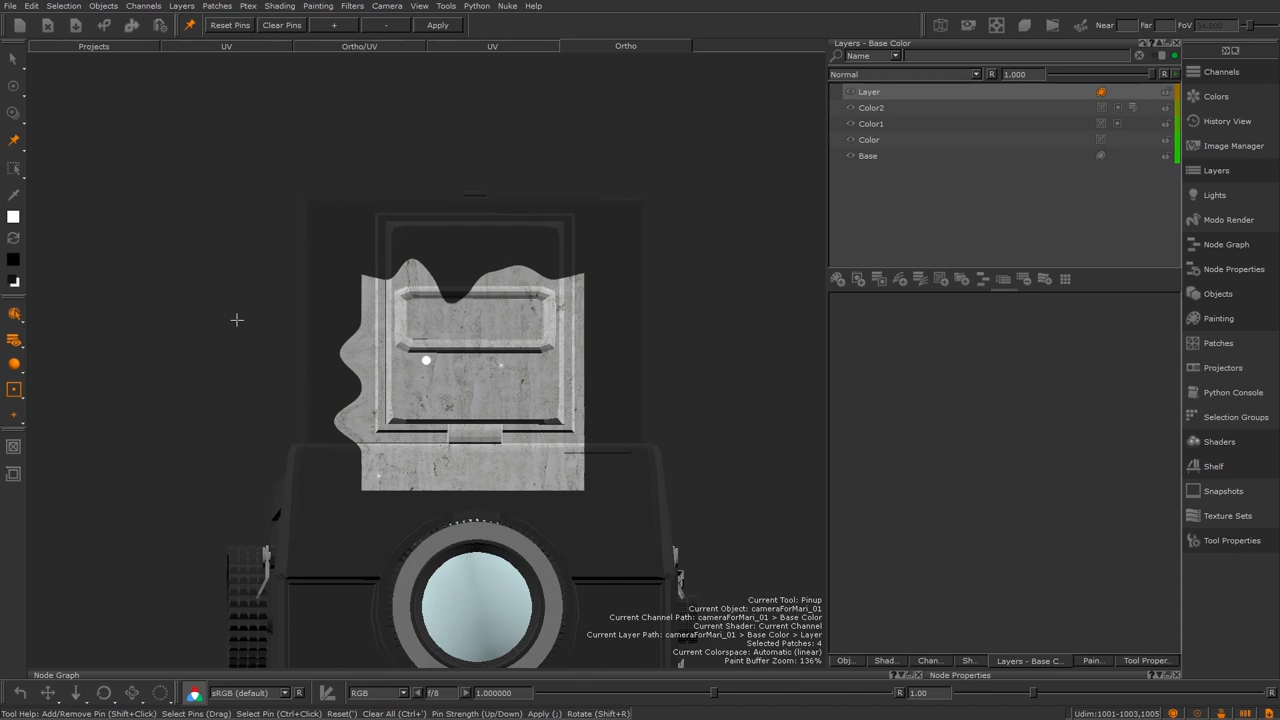 File Edit Selection Objects Channels Layers Patches Ptex Shading Painting Filters Camera View Tools Python Nuke Help
Reset Pins Clear Pins + - Apply Near Far FoV 34.000
Projects UV Ortho/UV UV Ortho
Layers - Base Color
Name
Normal R 1.000 R
Layer
Color2
Color1
Color
Base
Channels
Colors
History View
Image Manager
Layers
Lights
Modo Render
Node Graph
Node Properties
Objects
Painting
Patches
Projectors
Python Console
Selection Groups
Shaders
Shelf
Snapshots
Texture Sets
Tool Properties
Current Tool: Pinup
Current Object: cameraForMari_01
Current Channel Path: cameraForMari_01 > Base Color
Current Shader: Current Channel
Current Layer Path: cameraForMari_01 > Base Color > Layer
Selected Patches: 4
Current Colorspace: Automatic (linear)
Paint Buffer Zoom: 136%
Obj... Shad... Chan... Sh... Layers - Base C... Pain... Tool Proper...
Node Graph Node Properties
sRGB (default) R RGB f/8 1.000000 R 1.00 R
Tool Help: Add/Remove Pin (Shift+Click) Select Pins (Drag) Select Pin (Ctrl+Click) Reset(') Clear All (Ctrl+') Pin Strength (Up/Down) Apply (;) Rotate (Shift+R) Udim:1001-1003,1005 HDR